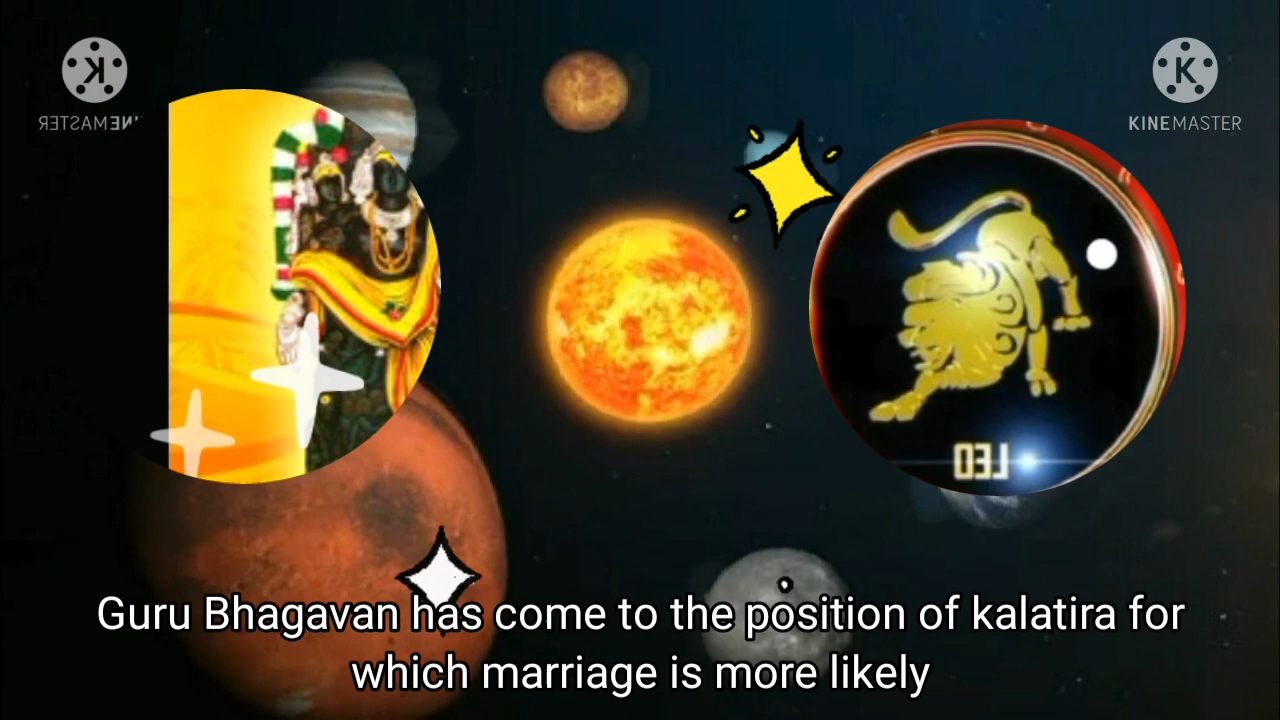 KINEMASTER
KINEMASTER
LEO
Guru Bhagavan has come to the position of kalatira for
which marriage is more likely